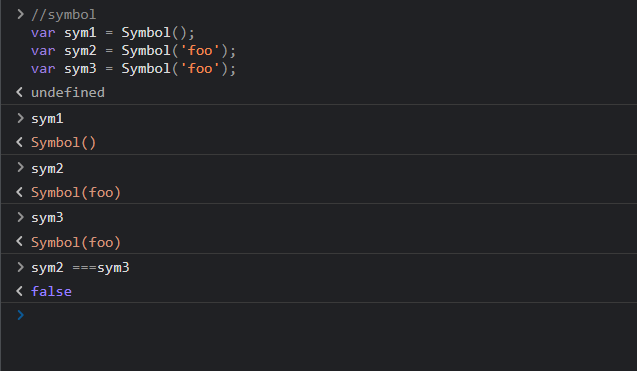 > //symbol
var sym1 = Symbol();
var sym2 = Symbol('foo');
var sym3 = Symbol('foo');
< undefined
> sym1
< Symbol()
> sym2
< Symbol(foo)
> sym3
< Symbol(foo)
> sym2 ===sym3
< false
>